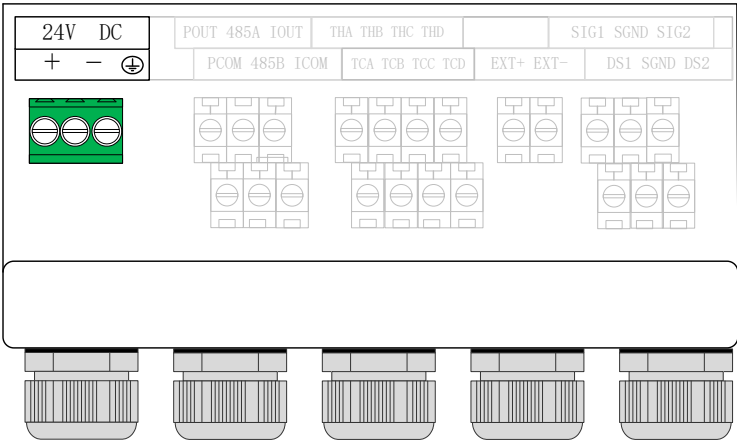 24V DC
POUT 485A IOUT
THA THB THC THD
SIG1 SGND SIG2
+ −
PCOM 485B ICOM
TCA TCB TCC TCD
EXT+ EXT-
DS1 SGND DS2